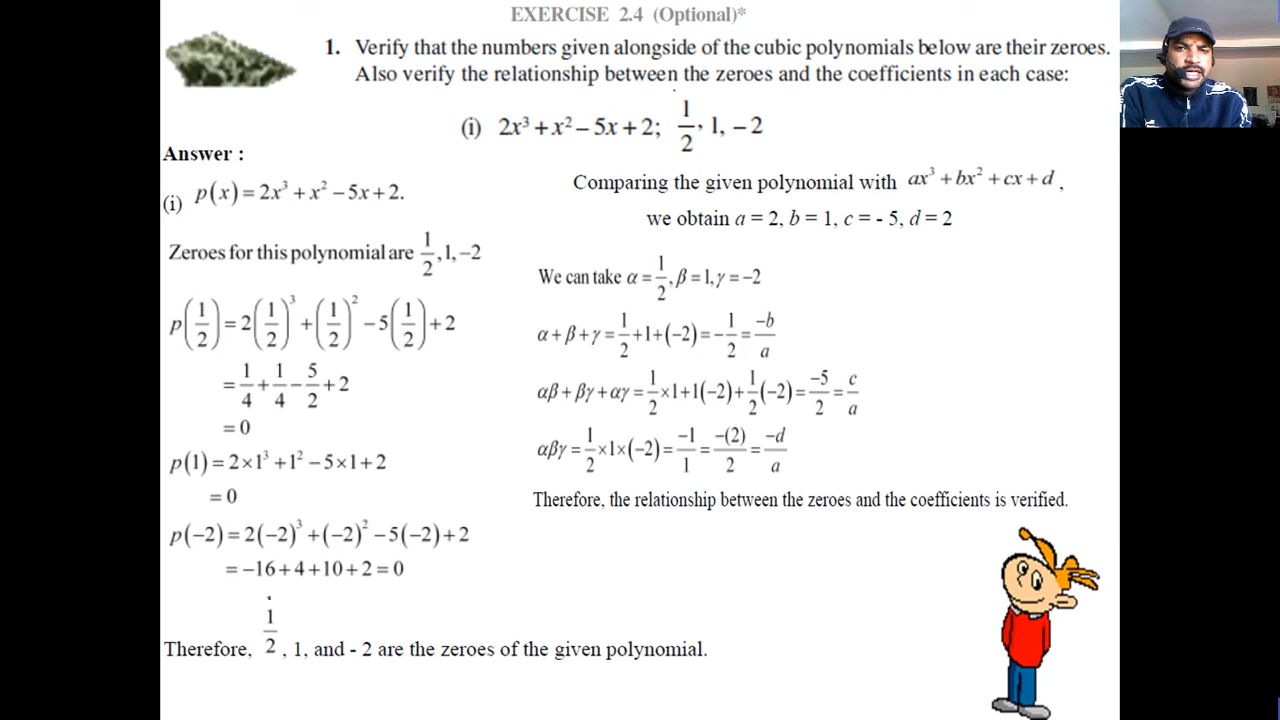 EXERCISE 2.4 (Optional)*
1. Verify that the numbers given alongside of the cubic polynomials below are their zeroes.
Also verify the relationship between the zeroes and the coefficients in each case:
(i) 2x³ + x² – 5x + 2; 1/2, 1, – 2
Answer :
(i) p(x) = 2x³ + x² − 5x + 2.
Zeroes for this polynomial are 1/2, 1, −2
p(1/2) = 2(1/2)³ + (1/2)² − 5(1/2) + 2
= 1/4 + 1/4 − 5/2 + 2
= 0
p(1) = 2×1³ + 1² − 5×1 + 2
= 0
p(−2) = 2(−2)³ + (−2)² − 5(−2) + 2
= −16 + 4 + 10 + 2 = 0
Therefore, 1/2 , 1, and - 2 are the zeroes of the given polynomial.
Comparing the given polynomial with ax³ + bx² + cx + d ,
we obtain a = 2, b = 1, c = - 5, d = 2
We can take α = 1/2, β = 1, γ = −2
α + β + γ = 1/2 + 1 + (−2) = −1/2 = −b/a
αβ + βγ + αγ = 1/2 × 1 + 1(−2) + 1/2(−2) = −5/2 = c/a
αβγ = 1/2 × 1 × (−2) = −1/1 = −(2)/2 = −d/a
Therefore, the relationship between the zeroes and the coefficients is verified.